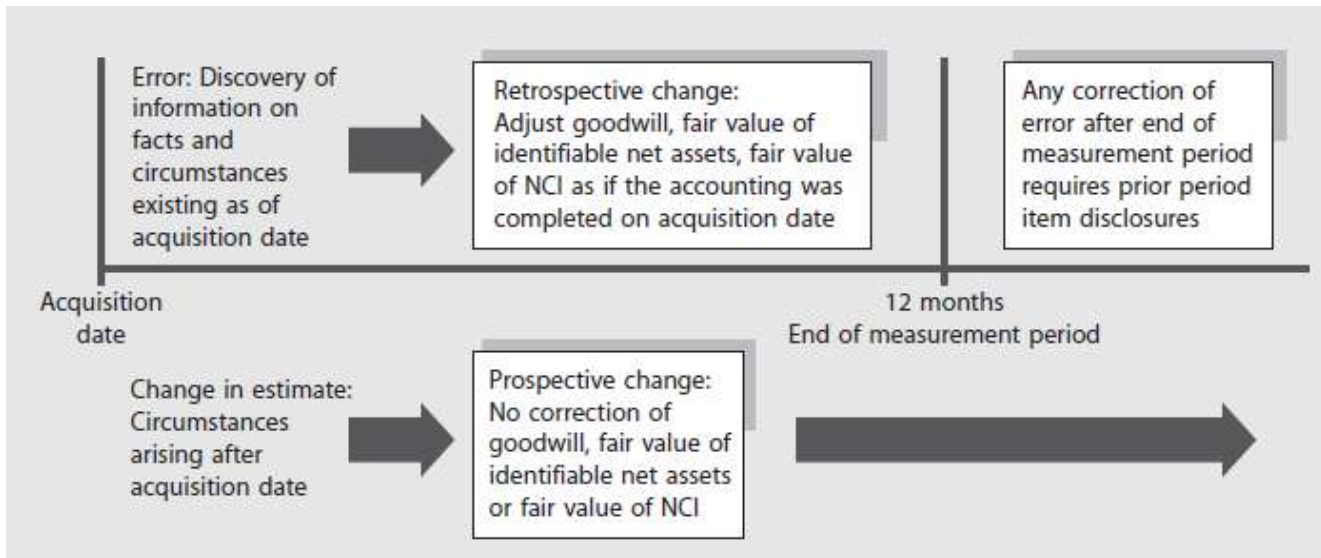 Error: Discovery of
information on
facts and
circumstances
existing as of
acquisition date
Retrospective change:
Adjust goodwill, fair value of
identifiable net assets, fair value
of NCI as if the accounting was
completed on acquisition date
Any correction of
error after end of
measurement period
requires prior period
item disclosures
Acquisition
date
12 months
End of measurement period
Change in estimate:
Circumstances
arising after
acquisition date
Prospective change:
No correction of
goodwill, fair value of
identifiable net assets
or fair value of NCI